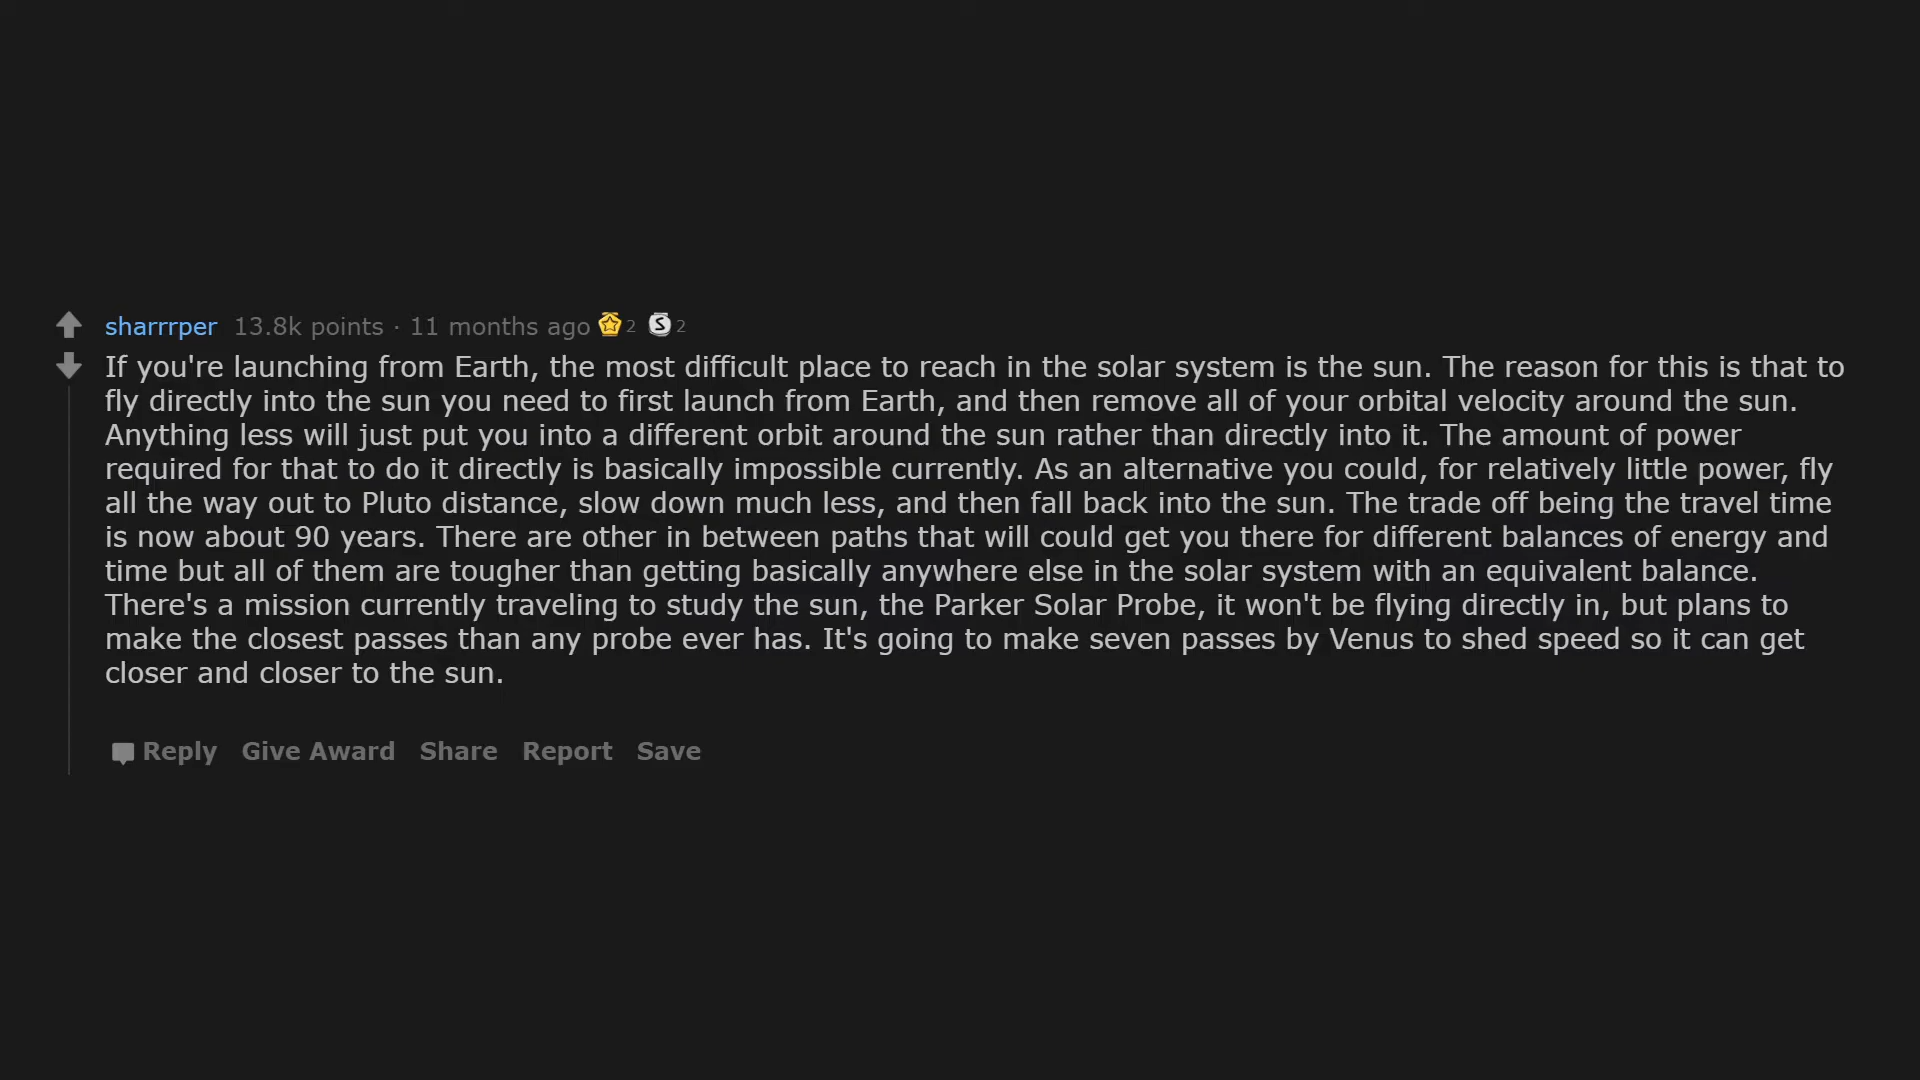 sharrrper 13.8k points · 11 months ago 2 S 2
If you're launching from Earth, the most difficult place to reach in the solar system is the sun. The reason for this is that to
fly directly into the sun you need to first launch from Earth, and then remove all of your orbital velocity around the sun.
Anything less will just put you into a different orbit around the sun rather than directly into it. The amount of power
required for that to do it directly is basically impossible currently. As an alternative you could, for relatively little power, fly
all the way out to Pluto distance, slow down much less, and then fall back into the sun. The trade off being the travel time
is now about 90 years. There are other in between paths that will could get you there for different balances of energy and
time but all of them are tougher than getting basically anywhere else in the solar system with an equivalent balance.
There's a mission currently traveling to study the sun, the Parker Solar Probe, it won't be flying directly in, but plans to
make the closest passes than any probe ever has. It's going to make seven passes by Venus to shed speed so it can get
closer and closer to the sun.
Reply Give Award Share Report Save